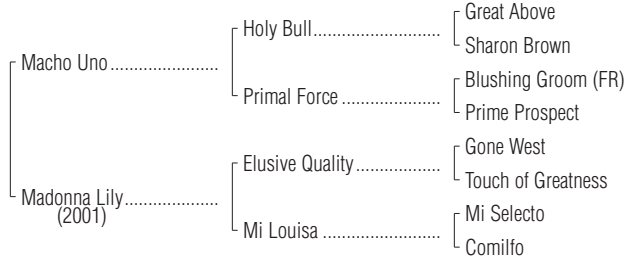 Great Above
Holy Bull
Sharon Brown
Macho Uno
Blushing Groom (FR)
Primal Force
Prime Prospect
Gone West
Elusive Quality
Touch of Greatness
Madonna Lily
(2001)
Mi Selecto
Mi Louisa
Comilfo